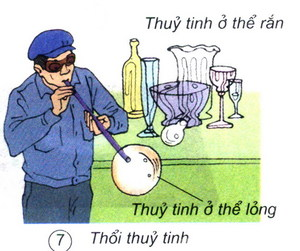 Thuỷ tinh ở thể rắn
Thuỷ tinh ở thể lỏng
7 Thổi thuỷ tinh